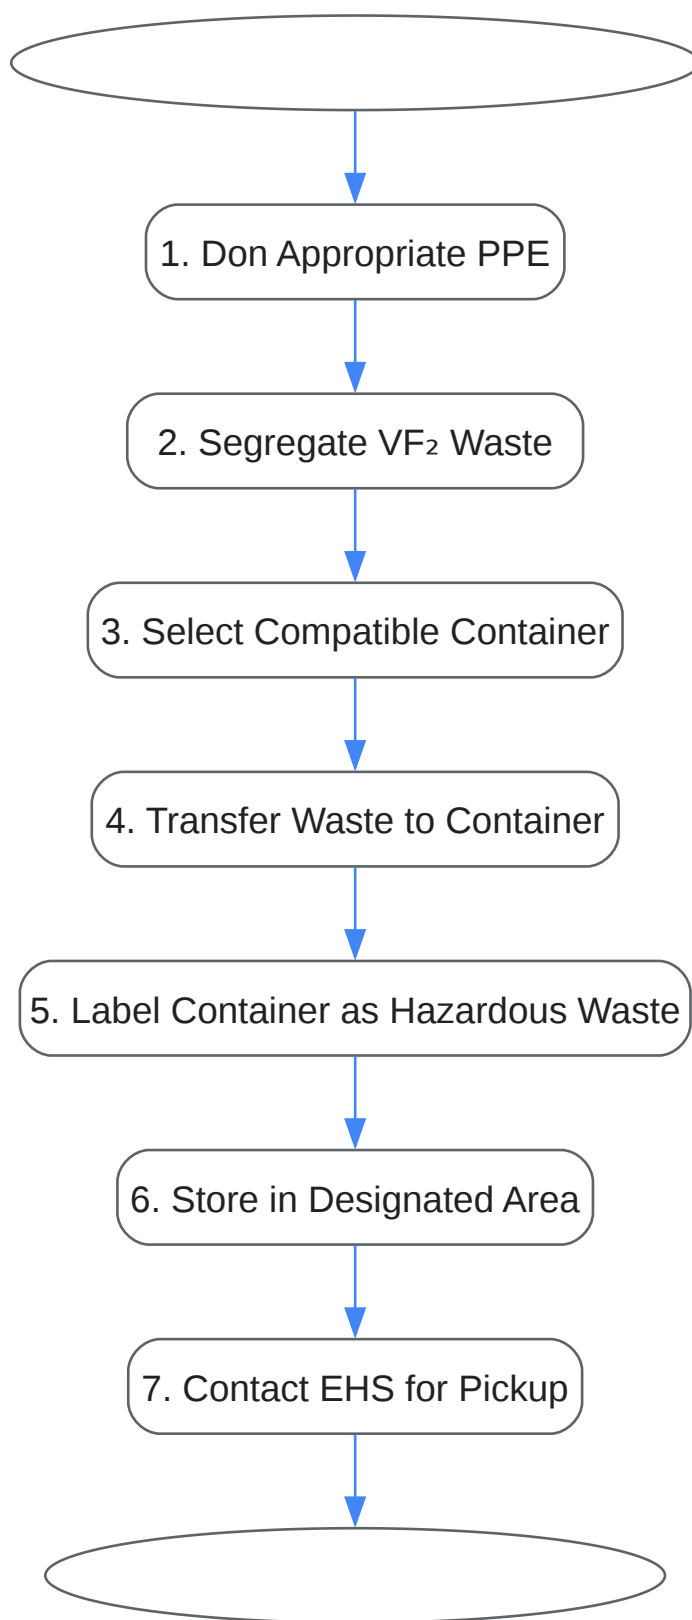 1. Don Appropriate PPE
2. Segregate VF₂ Waste
3. Select Compatible Container
4. Transfer Waste to Container
5. Label Container as Hazardous Waste
6. Store in Designated Area
7. Contact EHS for Pickup